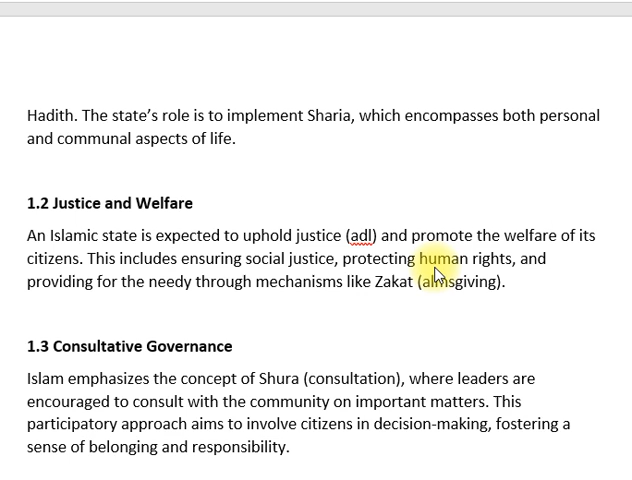 Hadith. The state’s role is to implement Sharia, which encompasses both personal
and communal aspects of life.
1.2 Justice and Welfare
An Islamic state is expected to uphold justice (adl) and promote the welfare of its
citizens. This includes ensuring social justice, protecting human rights, and
providing for the needy through mechanisms like Zakat (almsgiving).
1.3 Consultative Governance
Islam emphasizes the concept of Shura (consultation), where leaders are
encouraged to consult with the community on important matters. This
participatory approach aims to involve citizens in decision-making, fostering a
sense of belonging and responsibility.